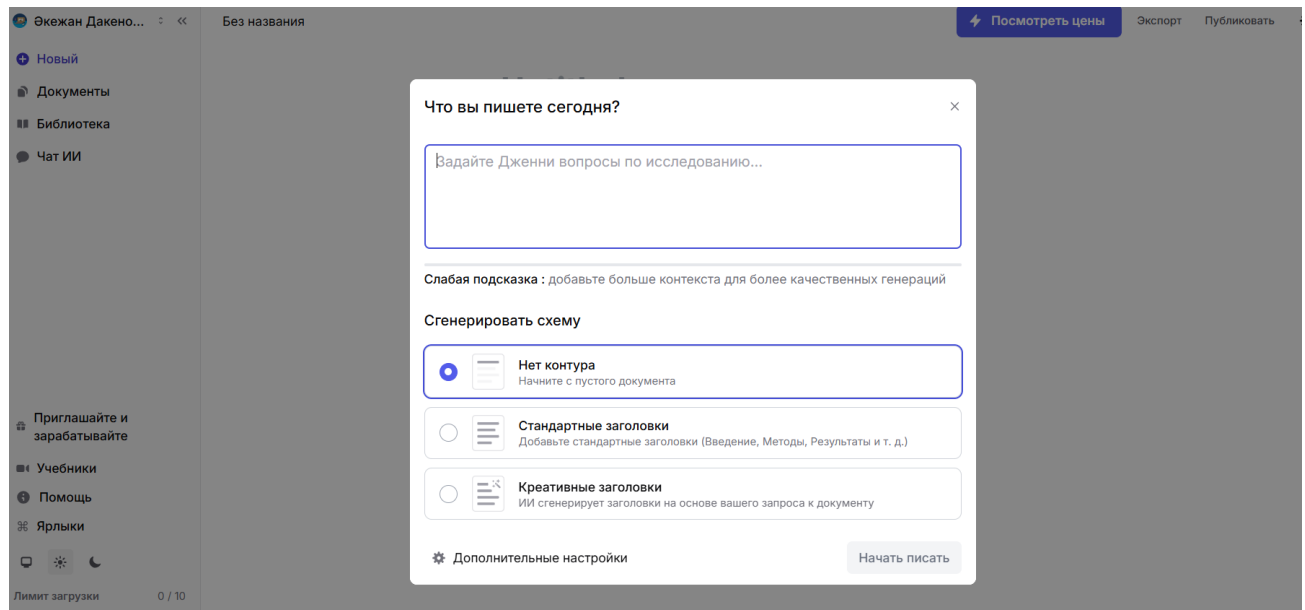 Әкежан Дакено...
Без названия
Посмотреть цены
Экспорт
Публиковать
Новый
Документы
Библиотека
Чат ИИ
Что вы пишете сегодня?
Задайте Дженни вопросы по исследованию...
Слабая подсказка : добавьте больше контекста для более качественных генераций
Сгенерировать схему
Нет контура
Начните с пустого документа
Стандартные заголовки
Добавьте стандартные заголовки (Введение, Методы, Результаты и т. д.)
Креативные заголовки
ИИ сгенерирует заголовки на основе вашего запроса к документу
Дополнительные настройки
Начать писать
Приглашайте и
зарабатывайте
Учебники
Помощь
Ярлыки
Лимит загрузки
0 / 10